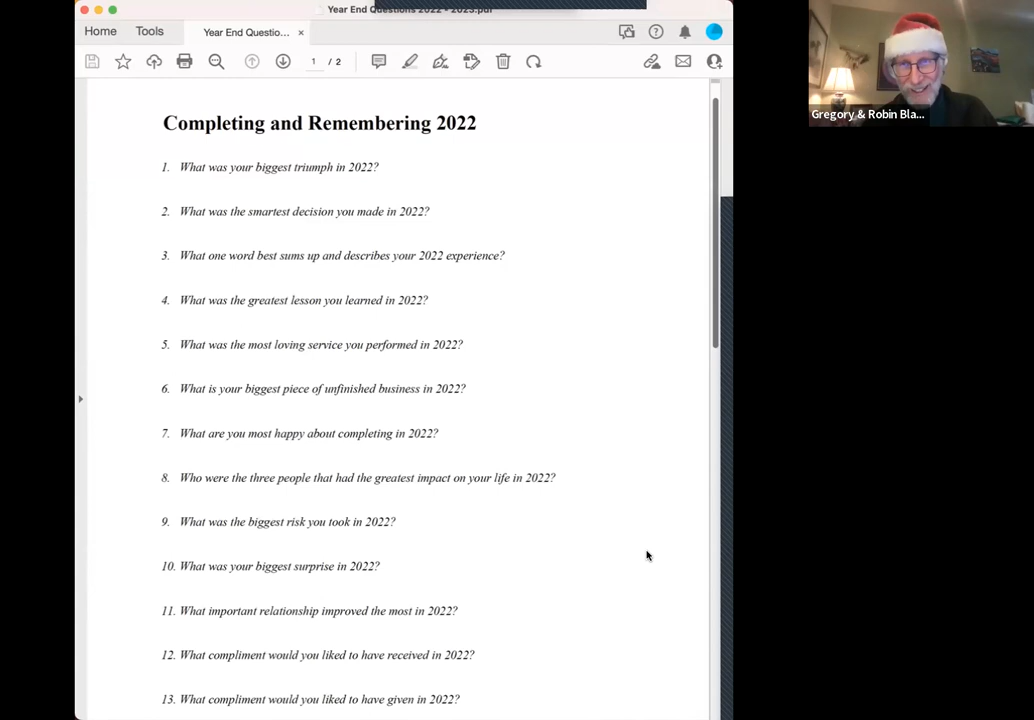 Year End Questions 2022 - 2023.pdf
Home Tools Year End Questio... ×
1 / 2
Completing and Remembering 2022
1. What was your biggest triumph in 2022?
2. What was the smartest decision you made in 2022?
3. What one word best sums up and describes your 2022 experience?
4. What was the greatest lesson you learned in 2022?
5. What was the most loving service you performed in 2022?
6. What is your biggest piece of unfinished business in 2022?
7. What are you most happy about completing in 2022?
8. Who were the three people that had the greatest impact on your life in 2022?
9. What was the biggest risk you took in 2022?
10. What was your biggest surprise in 2022?
11. What important relationship improved the most in 2022?
12. What compliment would you liked to have received in 2022?
13. What compliment would you liked to have given in 2022?
Gregory & Robin Bla...